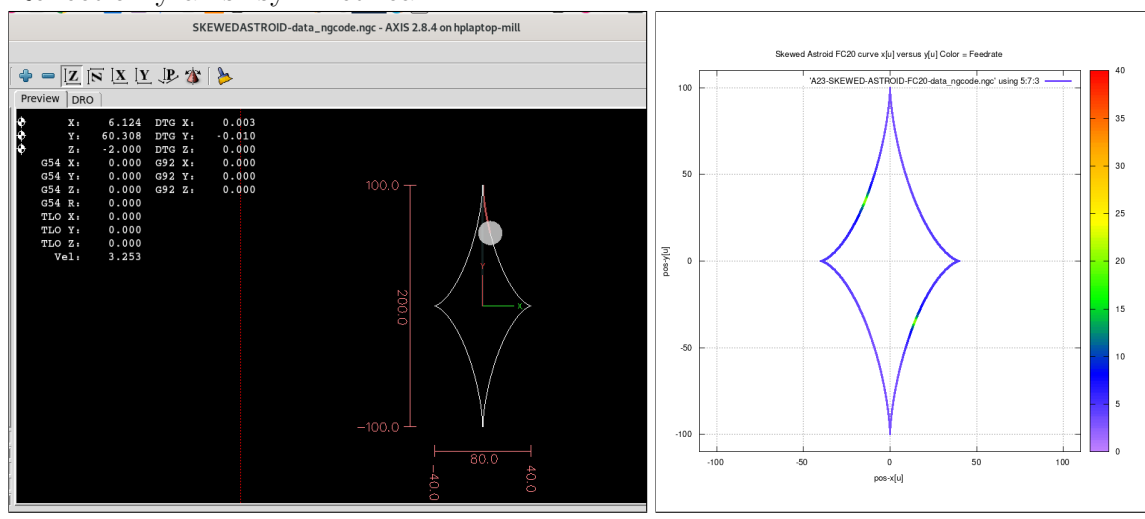 SKEWEDASTROID-data_ngcode.ngc - AXIS 2.8.4 on hplaptop-mill
Z N X Y P
Preview DRO
X: 6.124 DTG X: 0.003
Y: 60.308 DTG Y: -0.010
Z: -2.000 DTG Z: 0.000
G54 X: 0.000 G92 X: 0.000
G54 Y: 0.000 G92 Y: 0.000
G54 Z: 0.000 G92 Z: 0.000
G54 R: 0.000
TLO X: 0.000
TLO Y: 0.000
TLO Z: 0.000
Vel: 3.253
100.0
200.0
-100.0
Y
X
80.0
-40.0
40.0
Skewed Astroid FC20 curve x[u] versus y[u] Color = Feedrate
'A23-SKEWED-ASTROID-FC20-data_ngcode.ngc' using 5:7:3
pos-y[u]
100
50
0
-50
-100
-100 -50 0 50 100
pos-x[u]
40
35
30
25
20
15
10
5
0